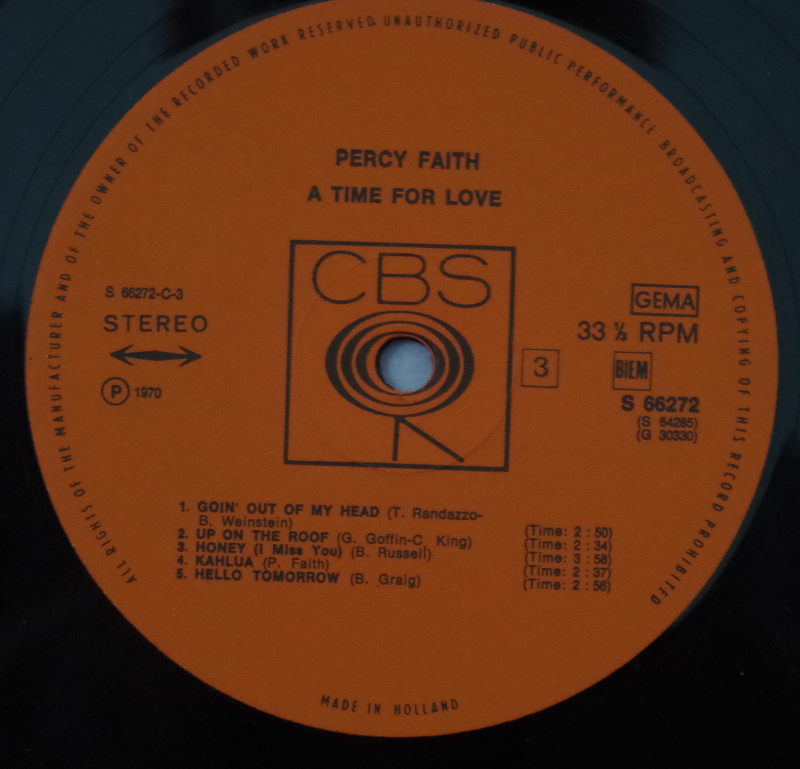 ALL RIGHTS OF THE MANUFACTURER AND OF THE OWNER OF THE RECORDED WORK RESERVED UNAUTHORIZED PUBLIC PERFORMANCE BROADCASTING AND COPYING OF THIS RECORD PROHIBITED
PERCY FAITH
A TIME FOR LOVE
CBS
S 66272-C-3
STEREO
P 1970
GEMA
33 ⅓ RPM
3
BIEM
S 66272
(S 64285)
(G 30330)
1. GOIN' OUT OF MY HEAD (T. Randazzo-
B. Weinstein) (Time: 2 : 50)
2. UP ON THE ROOF (G. Goffin-C King) (Time: 2 : 34)
3. HONEY (I Miss You) (B. Russell) (Time: 3 : 58)
4. KAHLUA (P. Faith) (Time: 2 : 37)
5. HELLO TOMORROW (B. Graig) (Time: 2 : 56)
MADE IN HOLLAND